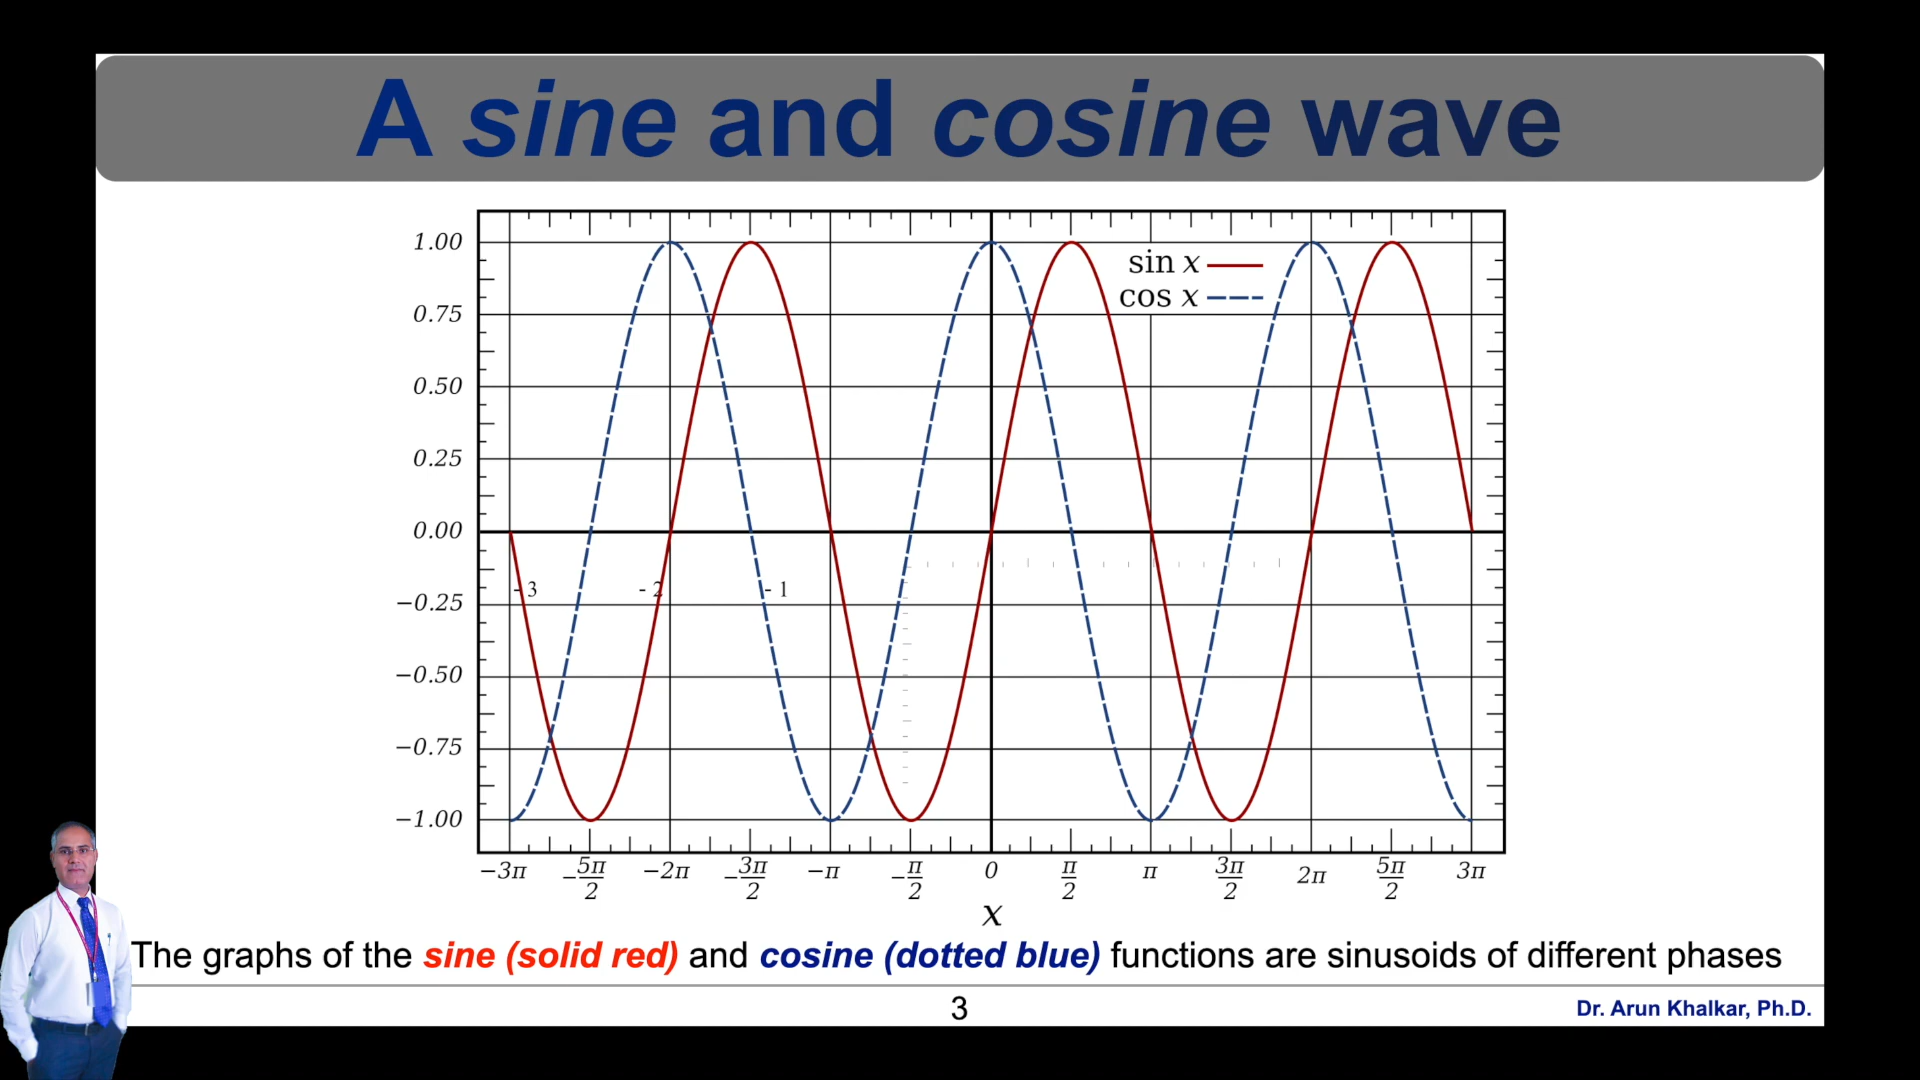 A sine and cosine wave
1.00
0.75
0.50
0.25
0.00
−0.25
−0.50
−0.75
−1.00
sin x
cos x
- 3 - 2 - 1
−3π −5π/2 −2π −3π/2 −π −π/2 0 π/2 π 3π/2 2π 5π/2 3π
x
The graphs of the sine (solid red) and cosine (dotted blue) functions are sinusoids of different phases
3
Dr. Arun Khalkar, Ph.D.